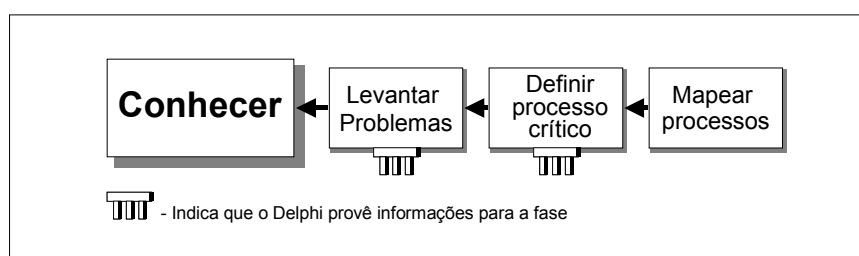 Conhecer
Levantar
Problemas
Definir
processo
crítico
Mapear
processos
- Indica que o Delphi provê informações para a fase